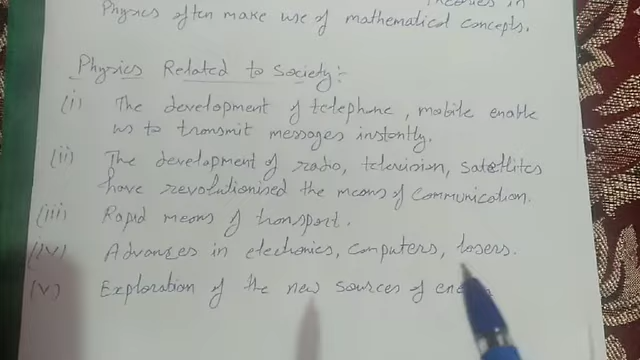 Theories in
Physics often make use of mathematical concepts.
Physics Related to Society:-
(i) The development of telephone, mobile enable
us to transmit messages instantly.
(ii) The development of radio, television, satellites
have revolutionised the means of communication.
(iii) Rapid means of transport.
(iv) Advances in electronics, computers, lasers.
(v) Exploration of the new sources of